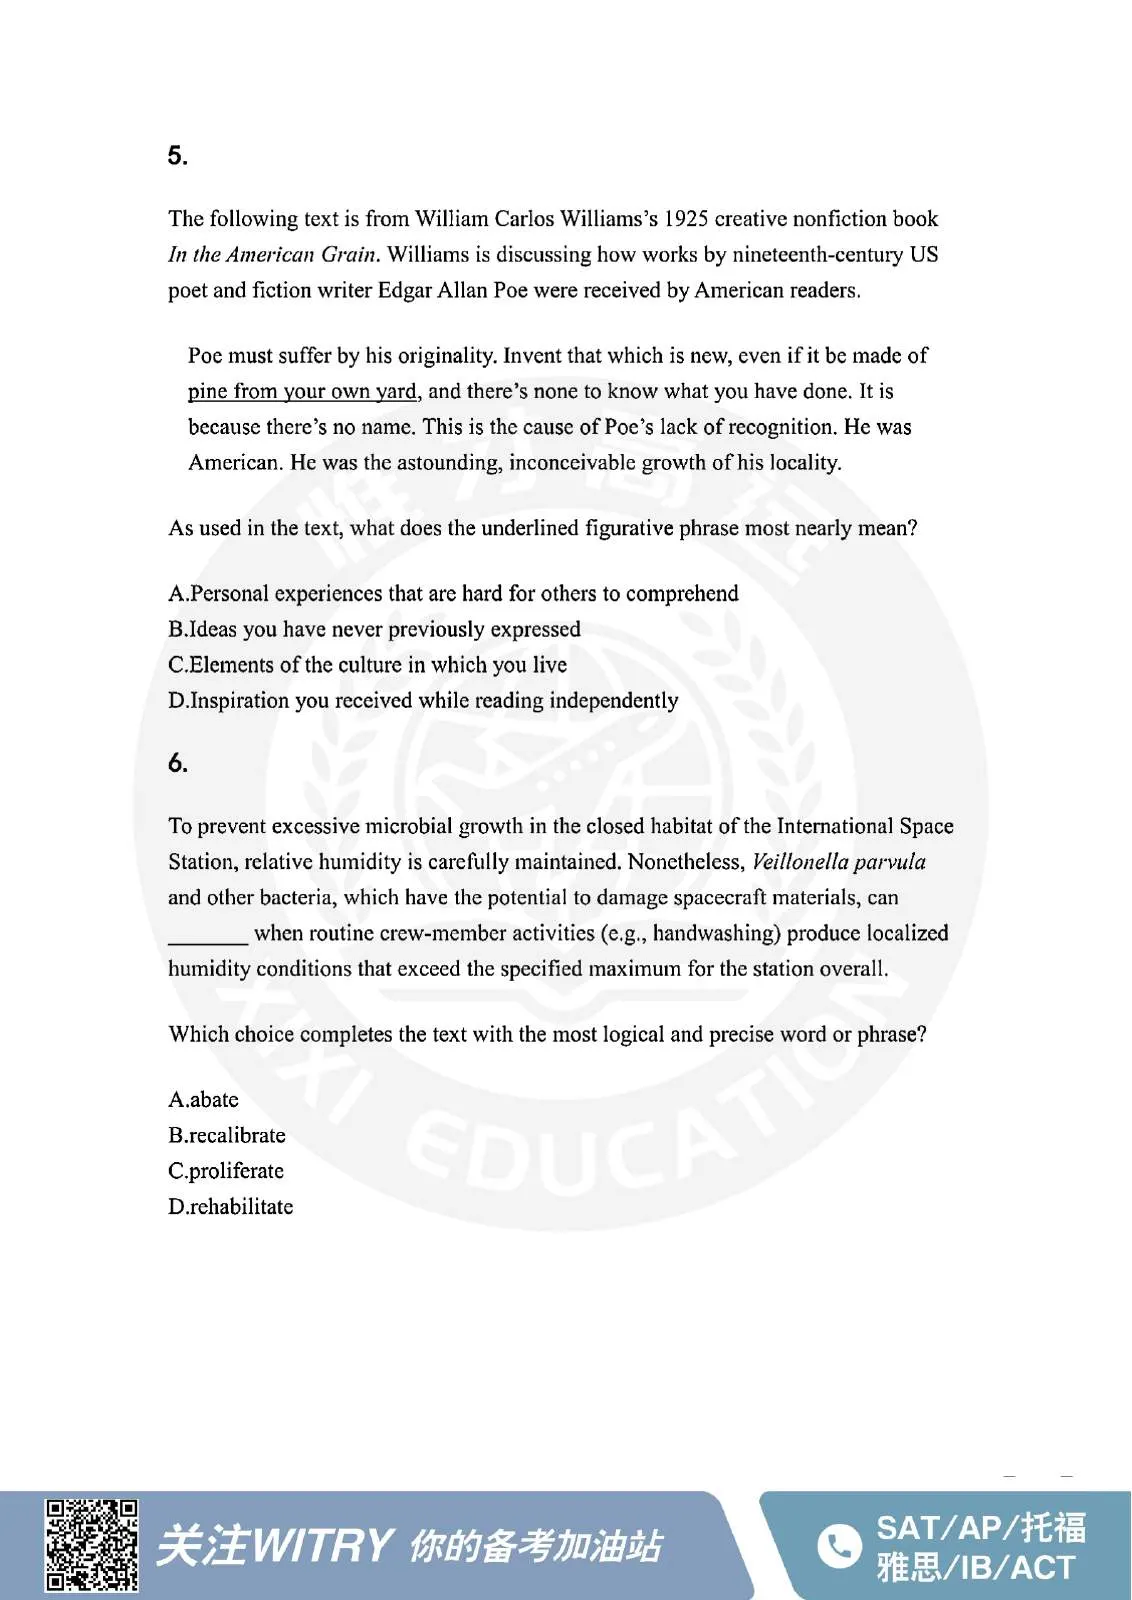 5.
The following text is from William Carlos Williams’s 1925 creative nonfiction book
In the American Grain. Williams is discussing how works by nineteenth-century US
poet and fiction writer Edgar Allan Poe were received by American readers.
Poe must suffer by his originality. Invent that which is new, even if it be made of
pine from your own yard, and there’s none to know what you have done. It is
because there’s no name. This is the cause of Poe’s lack of recognition. He was
American. He was the astounding, inconceivable growth of his locality.
As used in the text, what does the underlined figurative phrase most nearly mean?
A.Personal experiences that are hard for others to comprehend
B.Ideas you have never previously expressed
C.Elements of the culture in which you live
D.Inspiration you received while reading independently
6.
To prevent excessive microbial growth in the closed habitat of the International Space
Station, relative humidity is carefully maintained. Nonetheless, Veillonella parvula
and other bacteria, which have the potential to damage spacecraft materials, can
_______ when routine crew-member activities (e.g., handwashing) produce localized
humidity conditions that exceed the specified maximum for the station overall.
Which choice completes the text with the most logical and precise word or phrase?
A.abate
B.recalibrate
C.proliferate
D.rehabilitate
惟才高远
XIXI EDUCATION
关注WITRY 你的备考加油站
SAT/AP/托福
雅思/IB/ACT